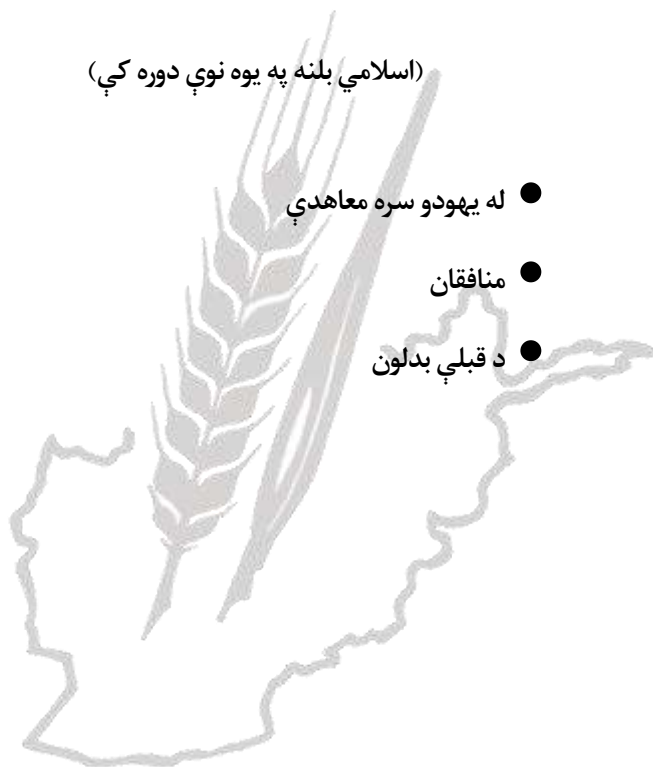 (اسلامي بلنه په يوه نوې دوره کې)
● له يهودو سره معاهدې
● منافقان
● د قبلې بدلون